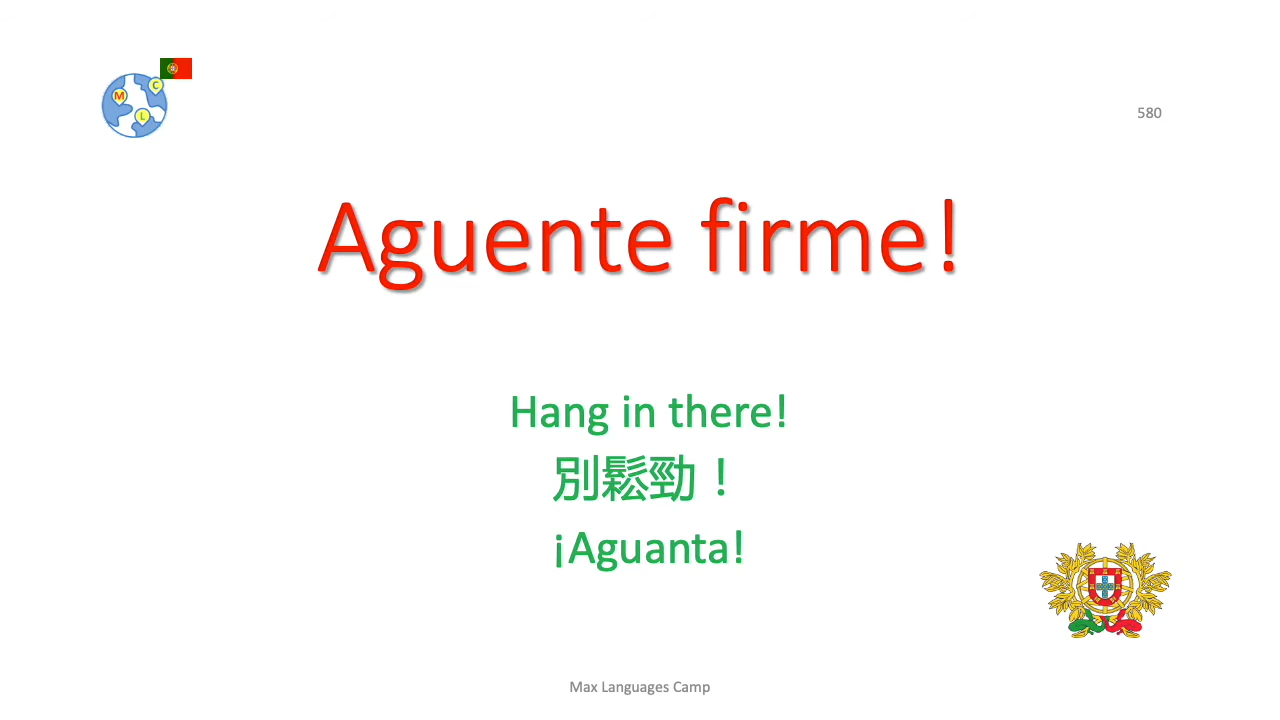 M C L
580
Aguente firme!
Hang in there!
別鬆勁！
¡Aguanta!
Max Languages Camp